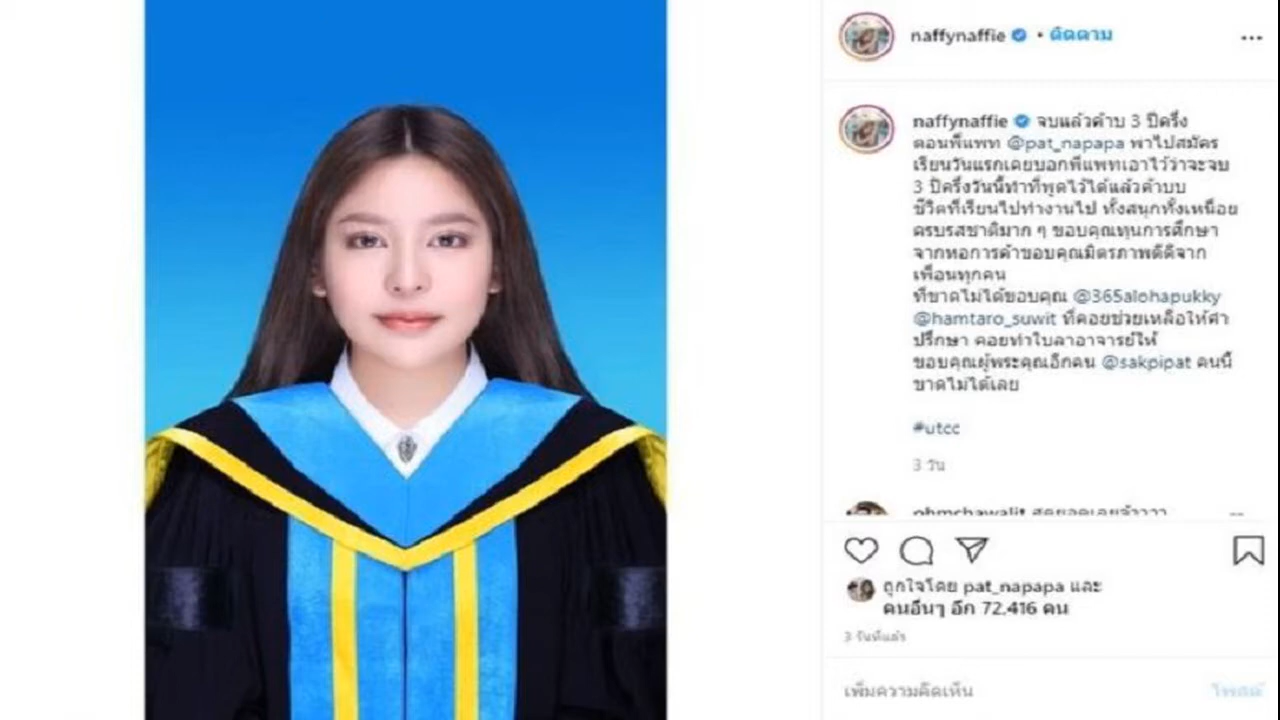 naffynaffie • ติดตาม
naffynaffie จบแล้วค้าบ 3 ปีครึ่ง
ตอนพี่แพท @pat_napapa พาไปสมัคร
เรียนวันแรกเคยบอกพี่แพทเอาไว้ว่าจะจบ
3 ปีครึ่งวันนี้ทำที่พูดไว้ได้แล้วค้าบบ
ชีวิตที่เรียนไปทำงานไป ทั้งสนุกทั้งเหนื่อย
ครบรสชาติมาก ๆ ขอบคุณทุนการศึกษา
จากหอการค้าขอบคุณมิตรภาพดีดีจาก
เพื่อนทุกคน
ที่ขาดไม่ได้ขอบคุณ @365alohapukky
@hamtaro_suwit ที่คอยช่วยเหลือให้คำ
ปรึกษา คอยทำใบลาอาจารย์ให้
ขอบคุณผู้พระคุณอีกคน @sakpipat คนนี้
ขาดไม่ได้เลย
#utcc
3 วัน
ohmchawalit สุดยอดเลยจ้าวาา
ถูกใจโดย pat_napapa และ
คนอื่นๆ อีก 72,416 คน
3 วันที่แล้ว
เพิ่มความคิดเห็น โพสต์